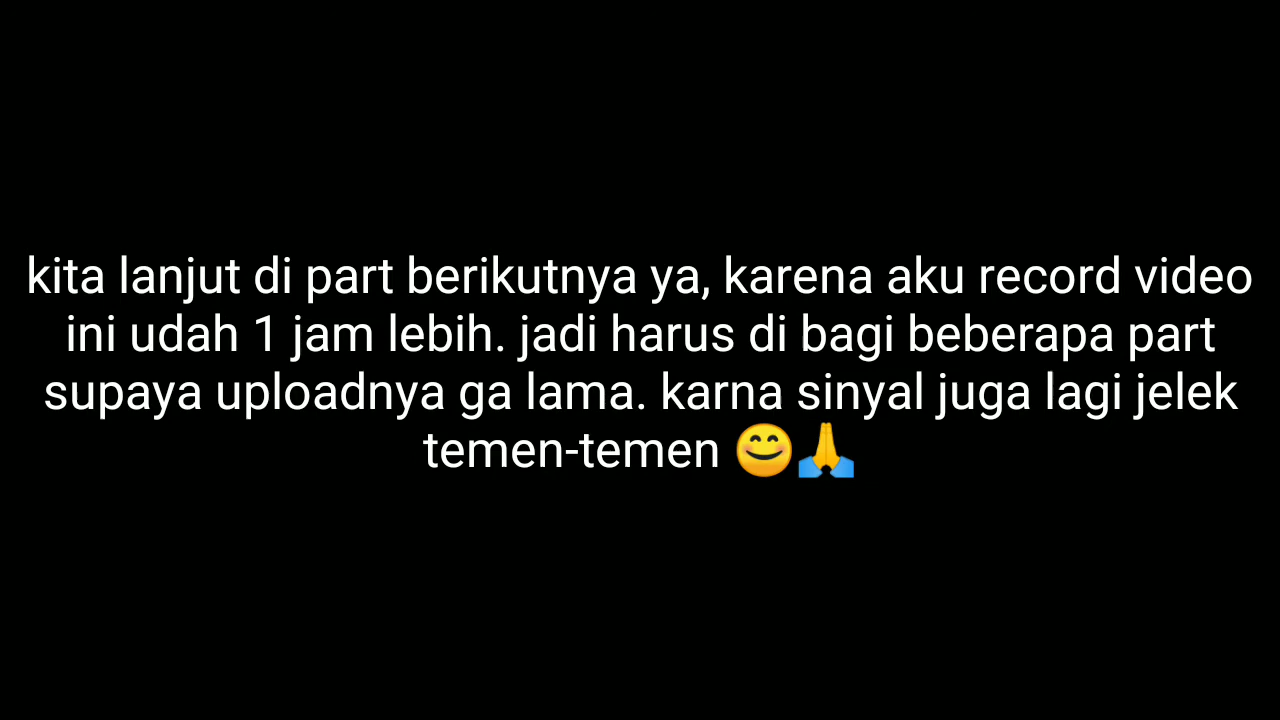 kita lanjut di part berikutnya ya, karena aku record video
ini udah 1 jam lebih. jadi harus di bagi beberapa part
supaya uploadnya ga lama. karna sinyal juga lagi jelek
temen-temen 😊🙏